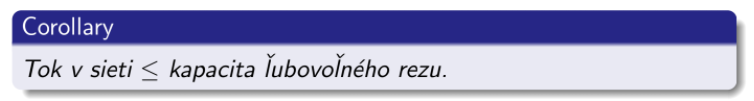 Corollary
Tok v sieti ≤ kapacita ľubovoľného rezu.